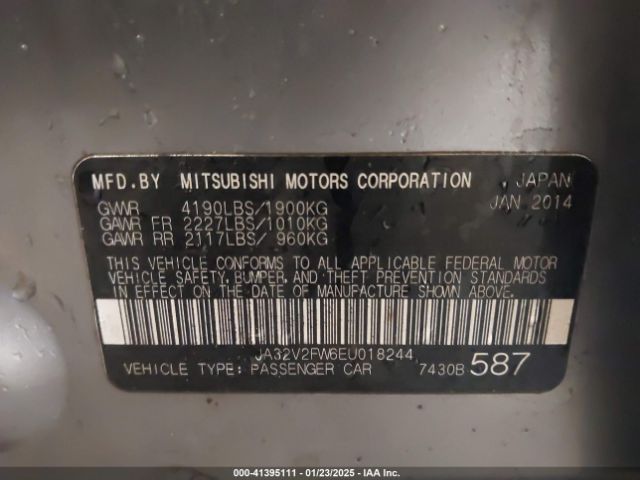 MFD. BY MITSUBISHI MOTORS CORPORATION JAPAN
GVWR 4190LBS/1900KG JAN 2014
GAWR FR 2227LBS/1010KG
GAWR RR 2117LBS/ 960KG
THIS VEHICLE CONFORMS TO ALL APPLICABLE FEDERAL MOTOR
VEHICLE SAFETY, BUMPER, AND THEFT PREVENTION STANDARDS
IN EFFECT ON THE DATE OF MANUFACTURE SHOWN ABOVE.
JA32V2FW6EU018244
VEHICLE TYPE: PASSENGER CAR 7430B 587
000-41395111 - 01/23/2025 - IAA Inc.